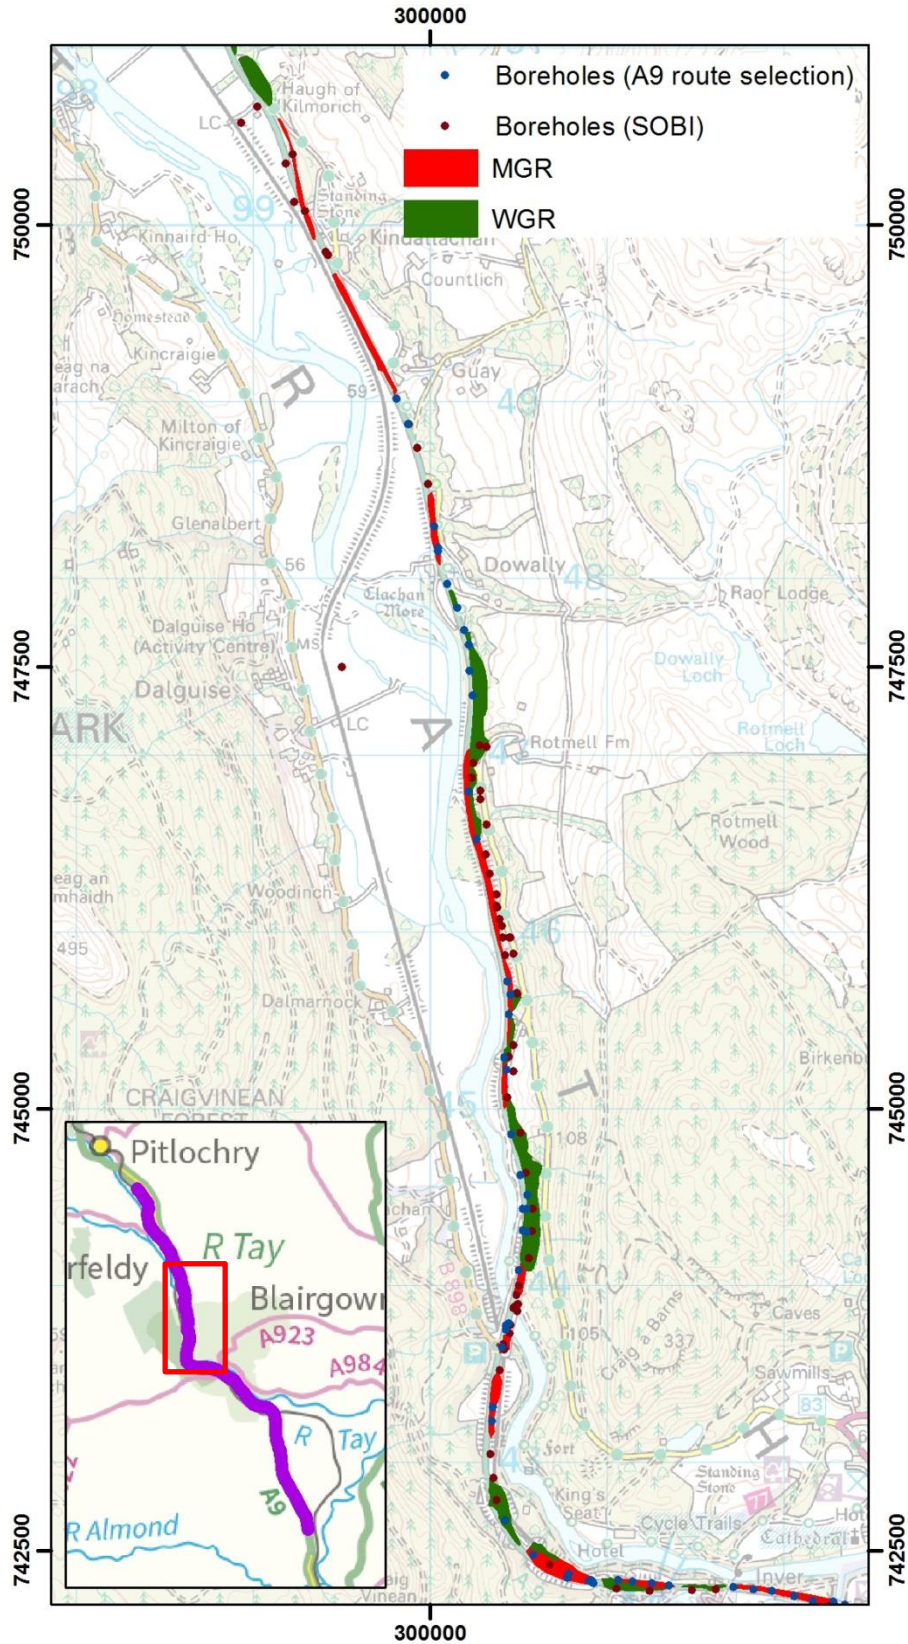 300000
98
Haugh of
Kilmorich
LC
Boreholes (A9 route selection)
Boreholes (SOBI)
MGR
WGR
99
Standing
Stone
750000
750000
Kinnaird Ho
Kindallachan
Countlich
Homestead
Kincraigie
Guay
R
59
49
Milton of
Kincraigie
Glenalbert
56
Dowally
48
Clachan
More
Raor Lodge
Dalguise Ho
(Activity Centre)
MS
747500
747500
Dowally
Loch
Dalguise
ARK
LC
A
47
Rotmell Fm
Rotmell
Loch
Rotmell
Wood
Woodinch
46
495
Dalmarnock
T
CRAIGVINEAN
FOREST
45
745000
745000
108
B 898
44
105
Craig a Barns
337
Caves
Sawmills
83
H
Fort
King's
Seat
Standing
Stone
77
Cycle Trails
Cathedral
Hotel
Inver
742500
742500
Pitlochry
R Tay
rfeldy
Blairgowr
A923
A984
R Tay
A9
R Almond
300000